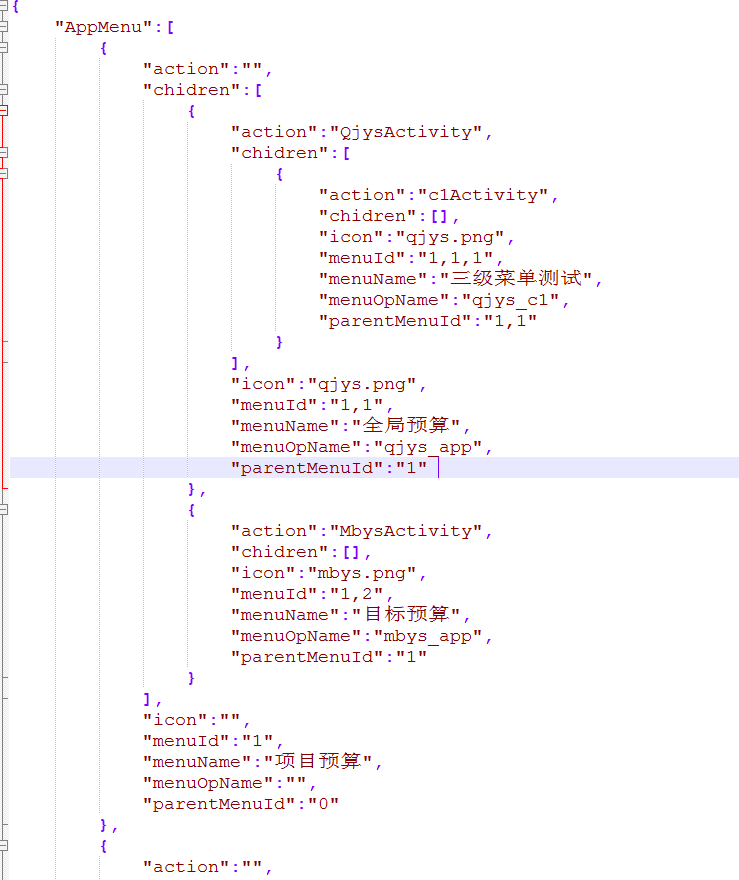 {
"AppMenu":[
{
"action":"",
"chidren":[
{
"action":"QjysActivity",
"chidren":[
{
"action":"c1Activity",
"chidren":[],
"icon":"qjys.png",
"menuId":"1,1,1",
"menuName":"三级菜单测试",
"menuOpName":"qjys_c1",
"parentMenuId":"1,1"
}
],
"icon":"qjys.png",
"menuId":"1,1",
"menuName":"全局预算",
"menuOpName":"qjys_app",
"parentMenuId":"1"
},
{
"action":"MbysActivity",
"chidren":[],
"icon":"mbys.png",
"menuId":"1,2",
"menuName":"目标预算",
"menuOpName":"mbys_app",
"parentMenuId":"1"
}
],
"icon":"",
"menuId":"1",
"menuName":"项目预算",
"menuOpName":"",
"parentMenuId":"0"
},
{
"action":"",